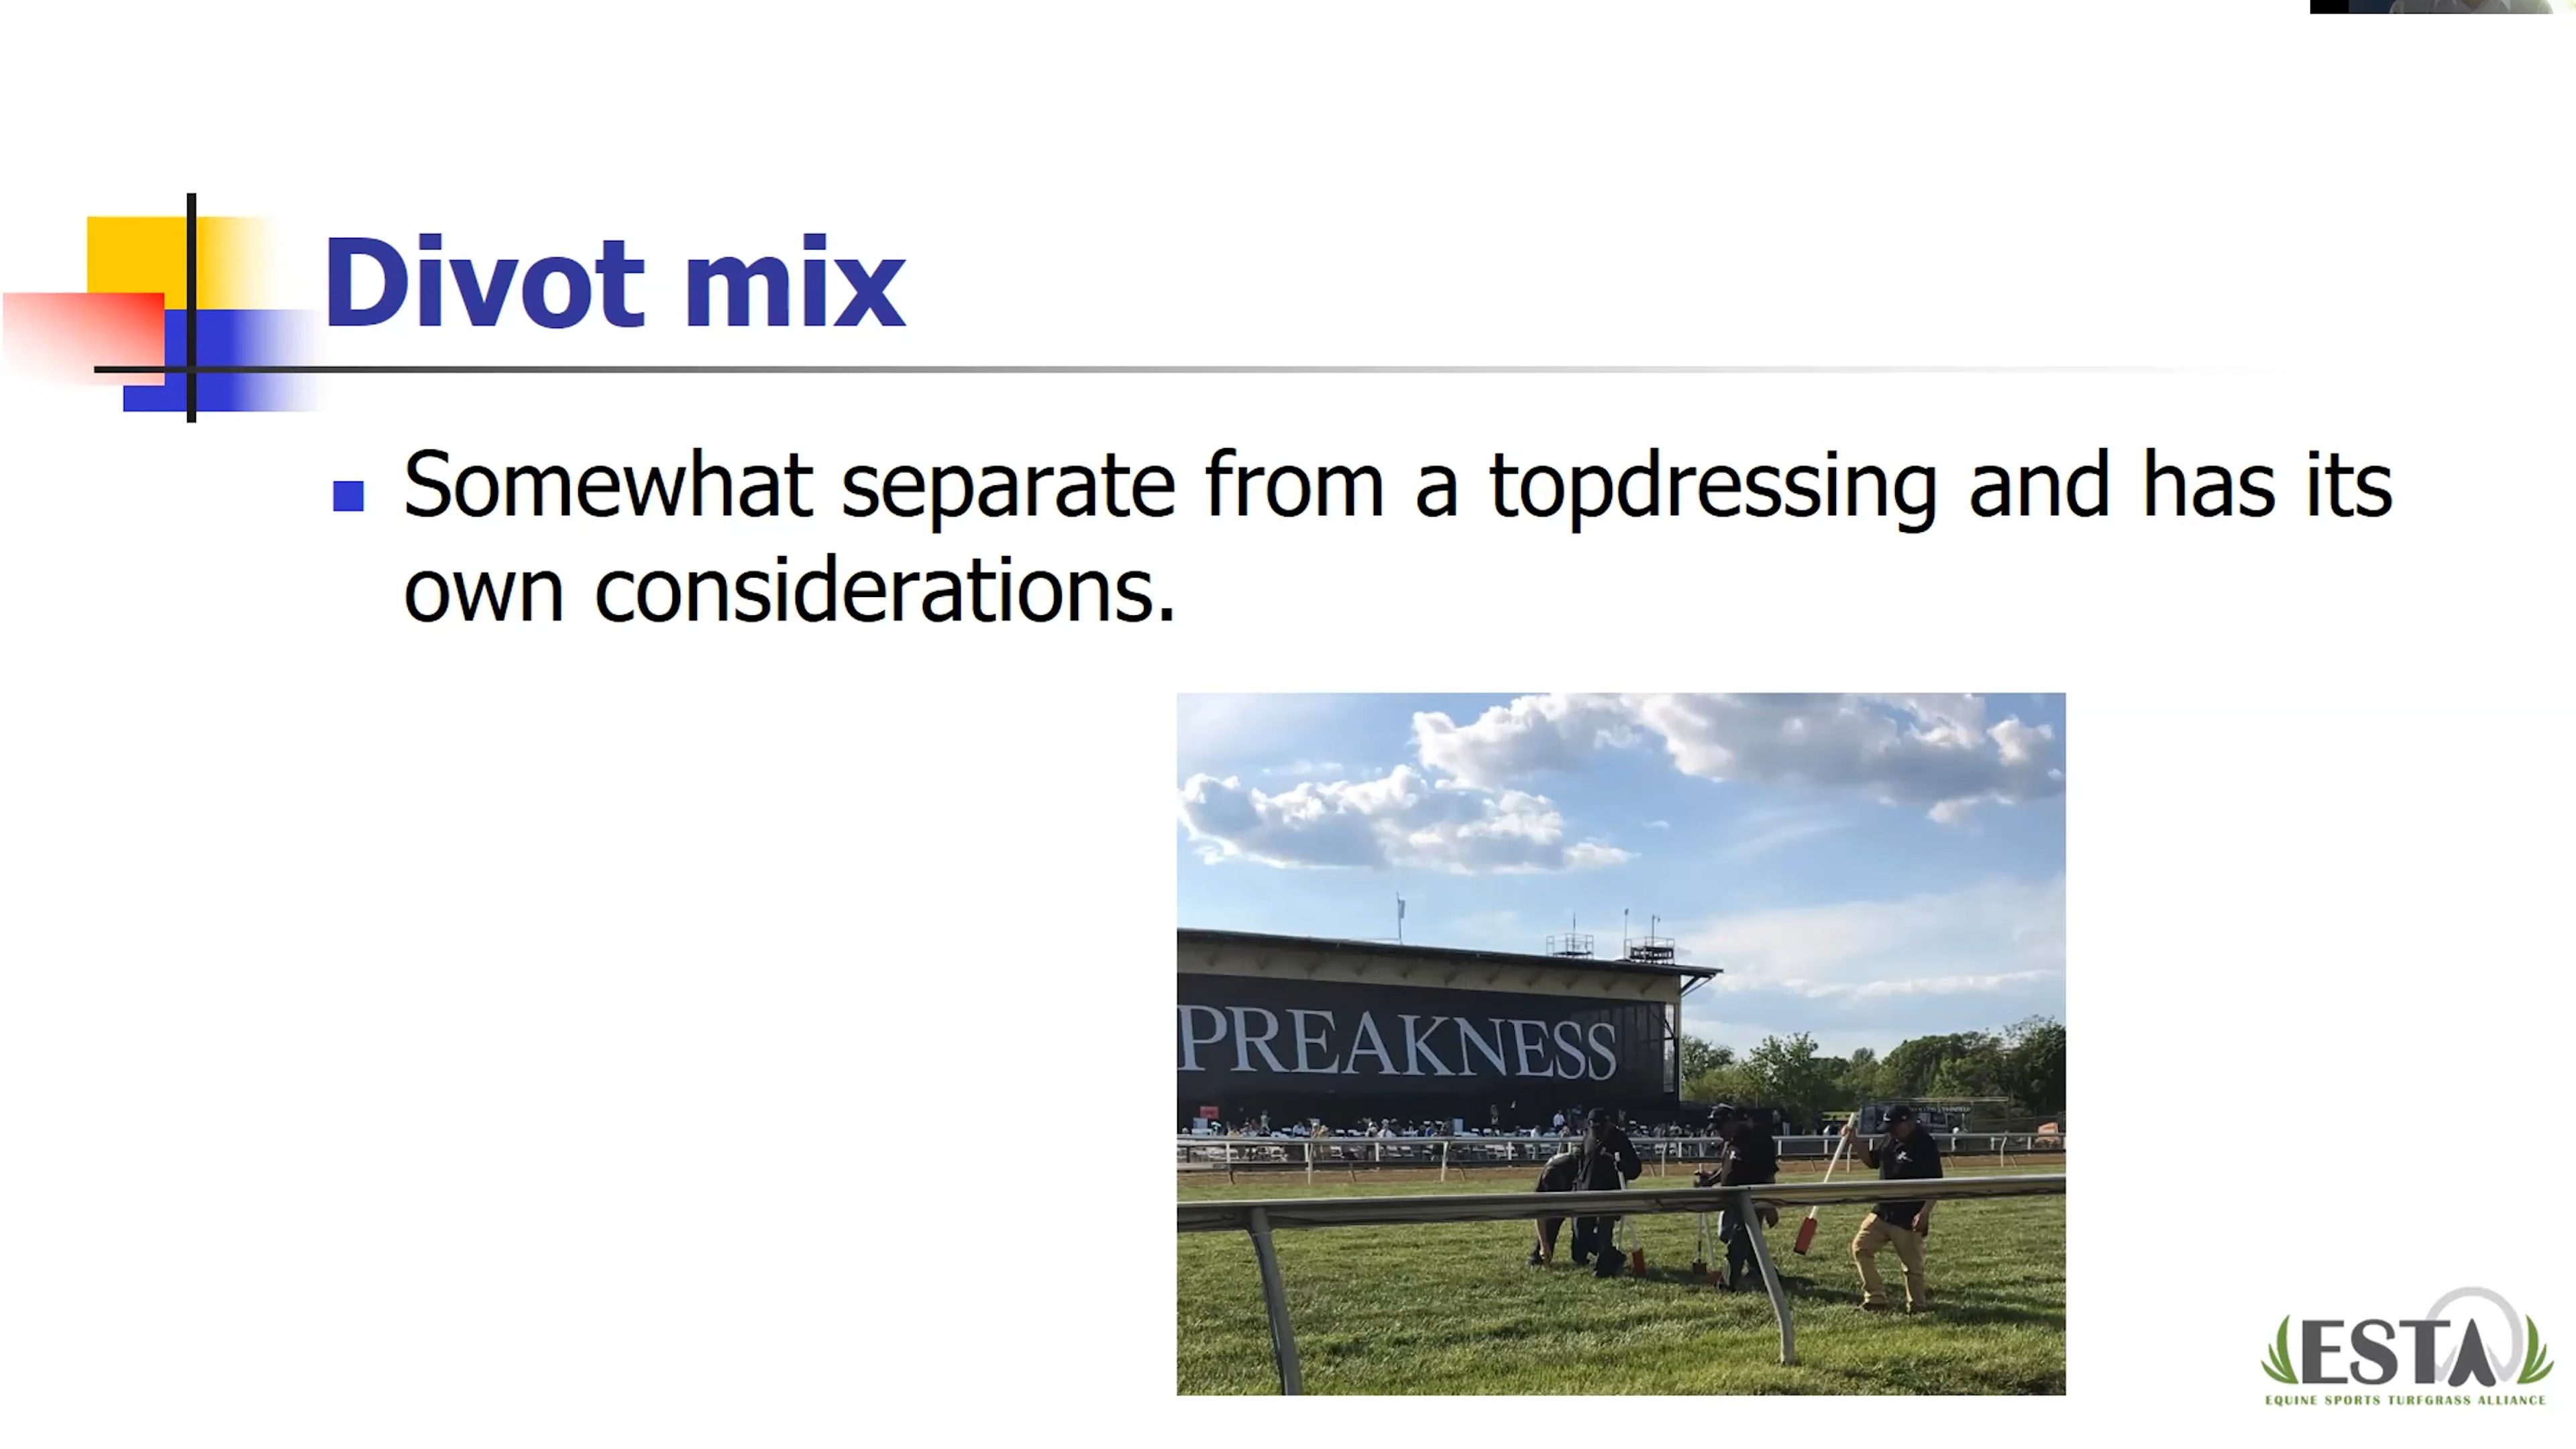 Divot mix
Somewhat separate from a topdressing and has its
own considerations.
PREAKNESS
ESTA
EQUINE SPORTS TURFGRASS ALLIANCE